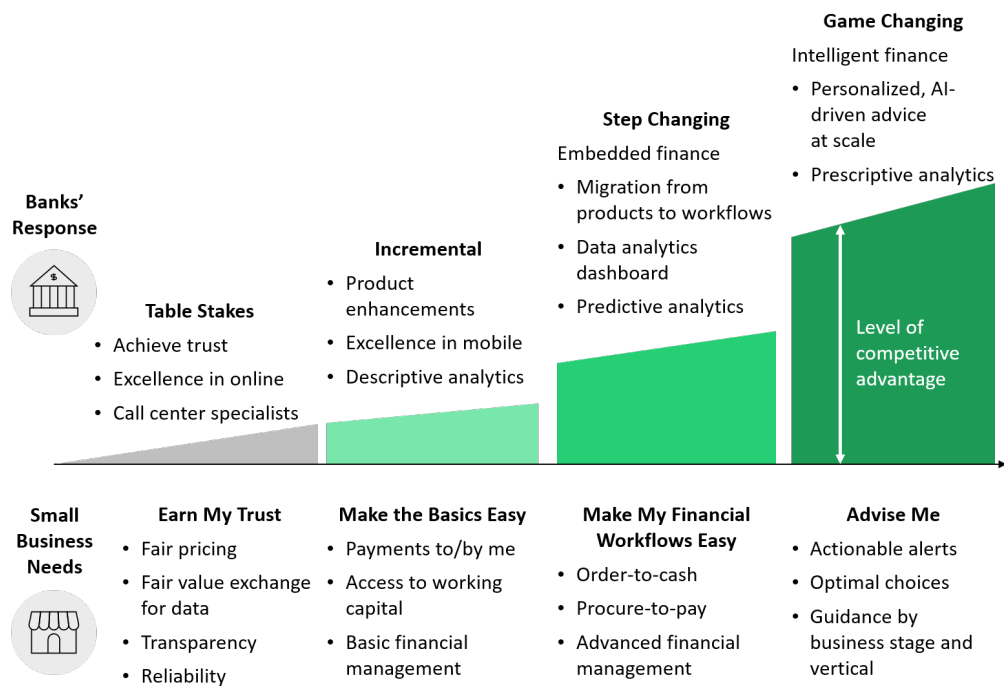 Game Changing
Intelligent finance
• Personalized, AI-
driven advice
at scale
• Prescriptive analytics
Step Changing
Embedded finance
• Migration from
products to workflows
• Data analytics
dashboard
• Predictive analytics
Banks’
Response
$
Incremental
• Product
enhancements
• Excellence in mobile
• Descriptive analytics
Table Stakes
• Achieve trust
• Excellence in online
• Call center specialists
Level of
competitive
advantage
Small
Business
Needs
Earn My Trust
• Fair pricing
• Fair value exchange
for data
• Transparency
• Reliability
Make the Basics Easy
• Payments to/by me
• Access to working
capital
• Basic financial
management
Make My Financial
Workflows Easy
• Order-to-cash
• Procure-to-pay
• Advanced financial
management
Advise Me
• Actionable alerts
• Optimal choices
• Guidance by
business stage and
vertical